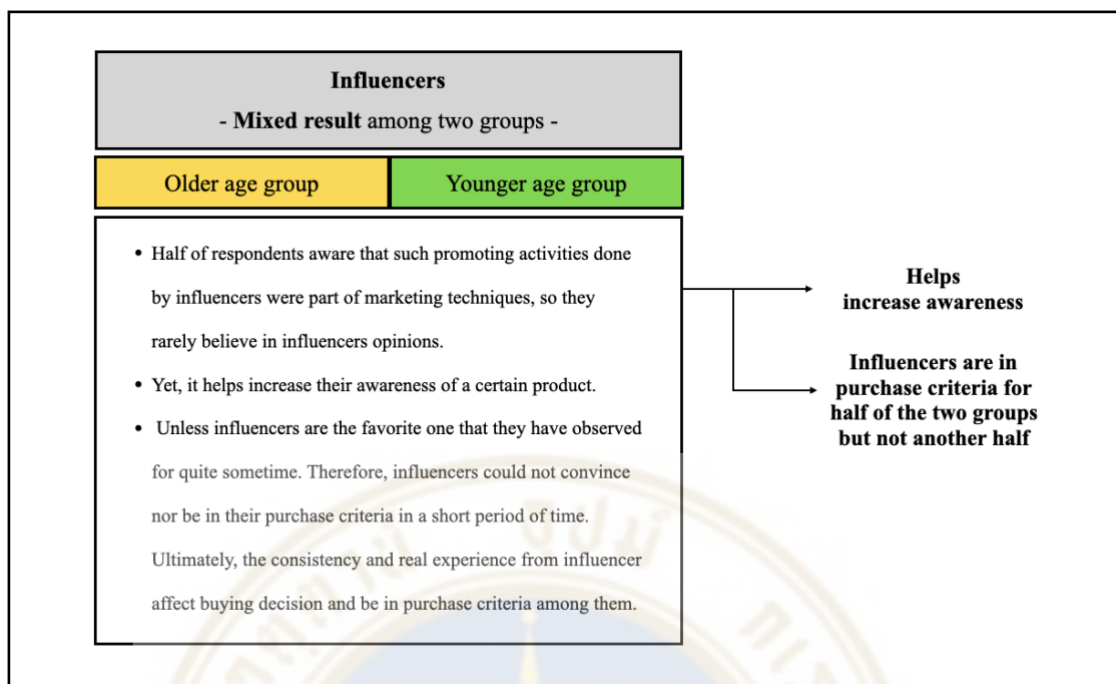 Influencers
- Mixed result among two groups -
Older age group
Younger age group
• Half of respondents aware that such promoting activities done
by influencers were part of marketing techniques, so they
rarely believe in influencers opinions.
• Yet, it helps increase their awareness of a certain product.
• Unless influencers are the favorite one that they have observed
for quite sometime. Therefore, influencers could not convince
nor be in their purchase criteria in a short period of time.
Ultimately, the consistency and real experience from influencer
affect buying decision and be in purchase criteria among them.
Helps
increase awareness
Influencers are in
purchase criteria for
half of the two groups
but not another half